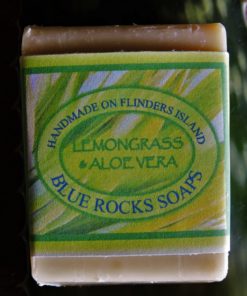 HANDMADE ON FLINDERS ISLAND
LEMONGRASS
& ALOE VERA
BLUE ROCKS SOAPS